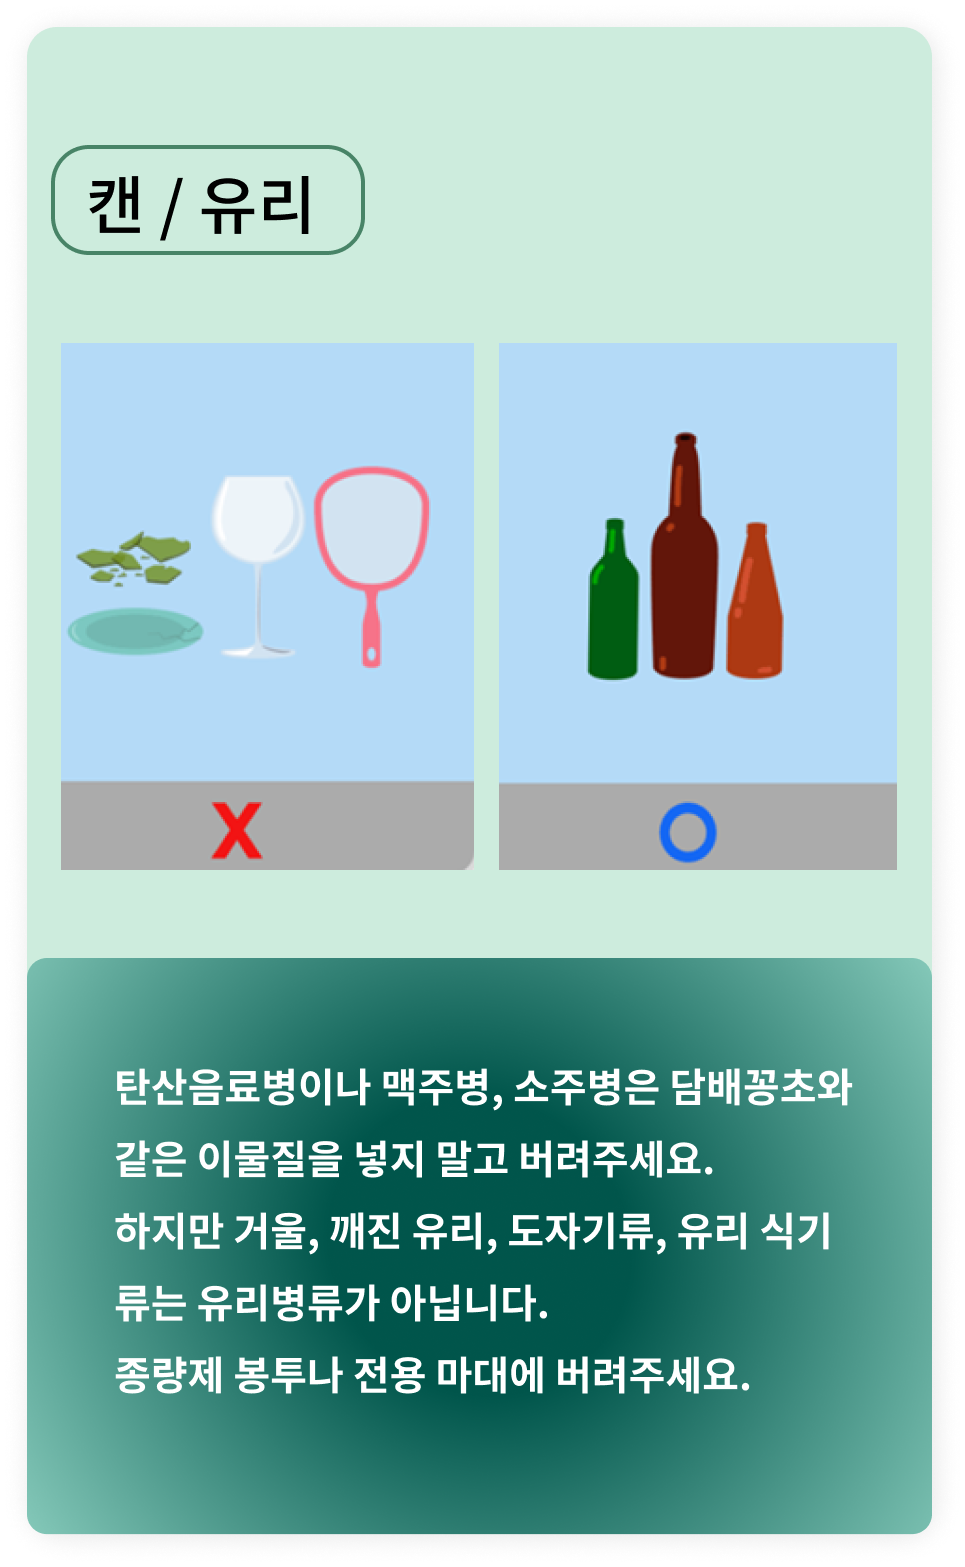 캔 / 유리
X
O
탄산음료병이나 맥주병, 소주병은 담배꽁초와
같은 이물질을 넣지 말고 버려주세요.
하지만 거울, 깨진 유리, 도자기류, 유리 식기
류는 유리병류가 아닙니다.
종량제 봉투나 전용 마대에 버려주세요.